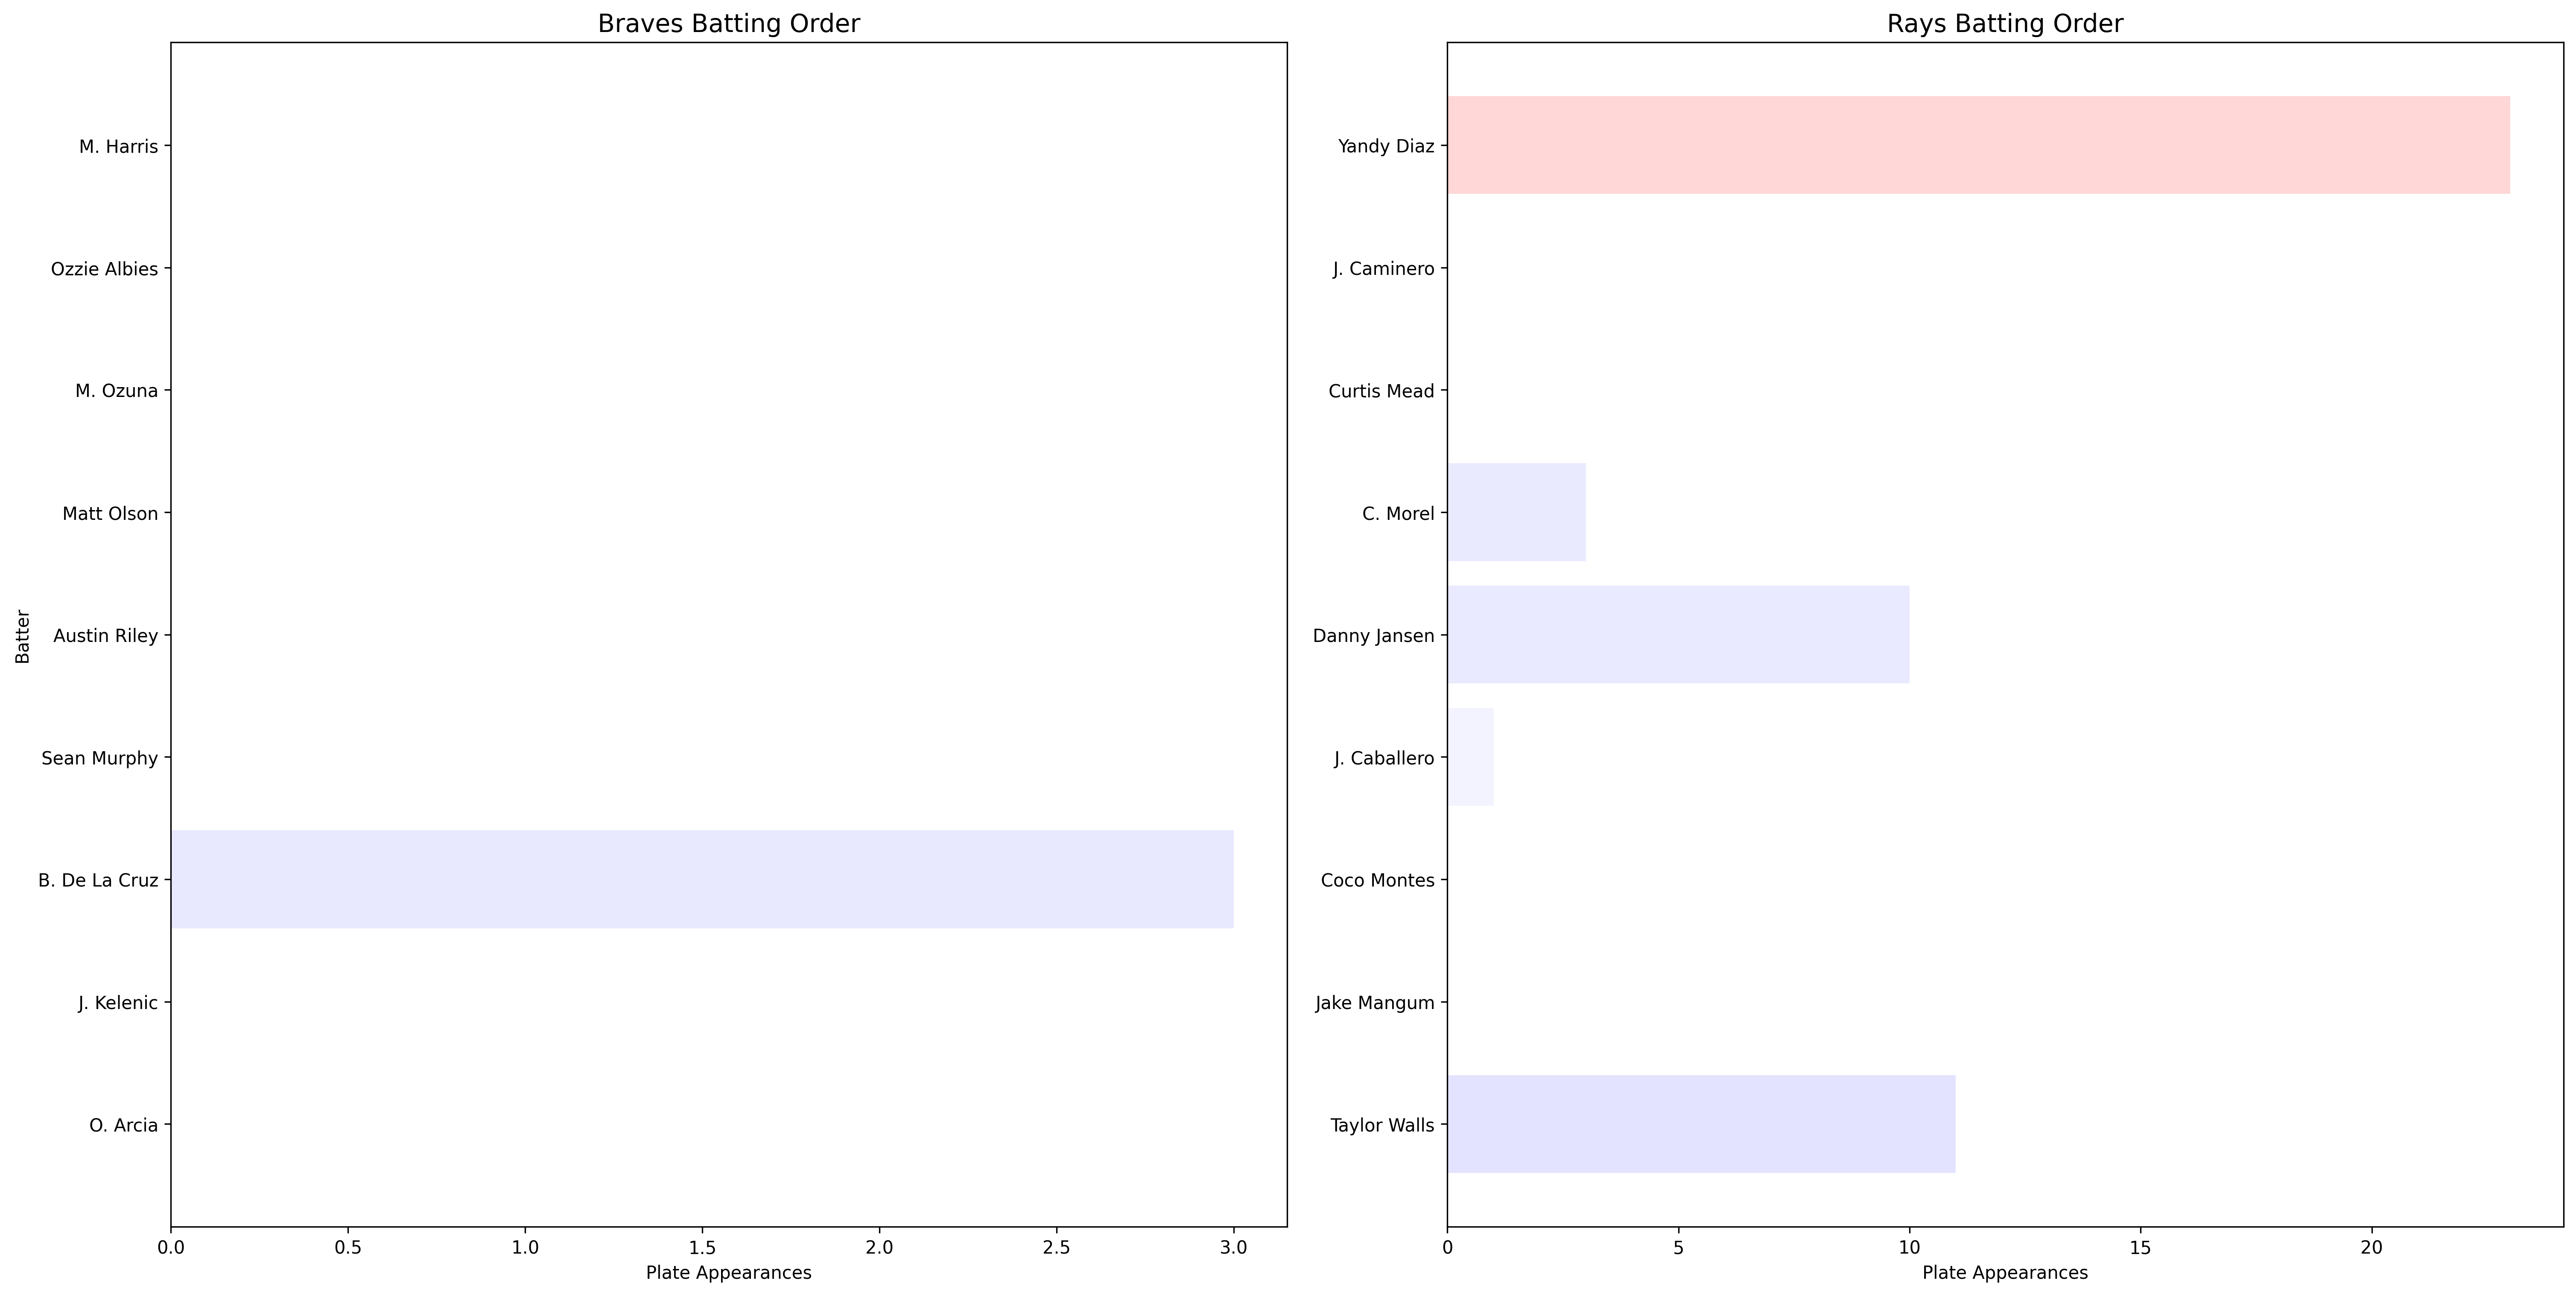 Braves Batting Order
Batter
M. Harris
Ozzie Albies
M. Ozuna
Matt Olson
Austin Riley
Sean Murphy
B. De La Cruz
J. Kelenic
O. Arcia
0.0 0.5 1.0 1.5 2.0 2.5 3.0
Plate Appearances
Rays Batting Order
Yandy Diaz
J. Caminero
Curtis Mead
C. Morel
Danny Jansen
J. Caballero
Coco Montes
Jake Mangum
Taylor Walls
0 5 10 15 20
Plate Appearances